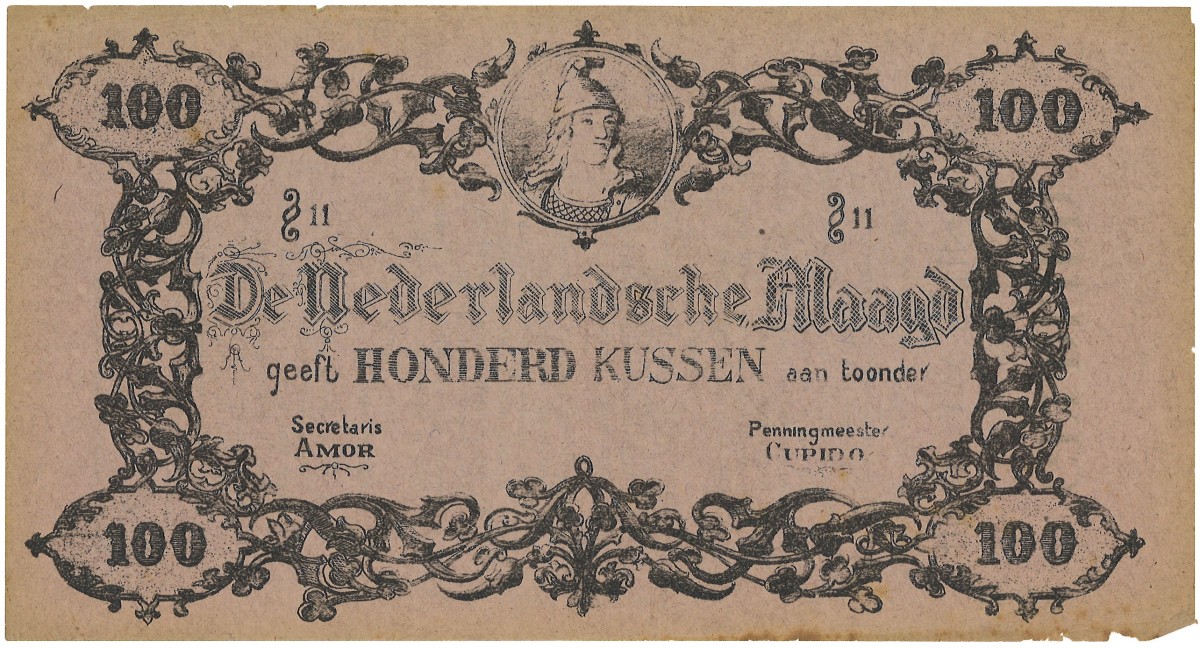 100 100
§ 11 § 11
De Nederlandsche Maagd
geeft HONDERD KUSSEN aan toonder
Secretaris Penningmeester
AMOR CUPIDO
100 100